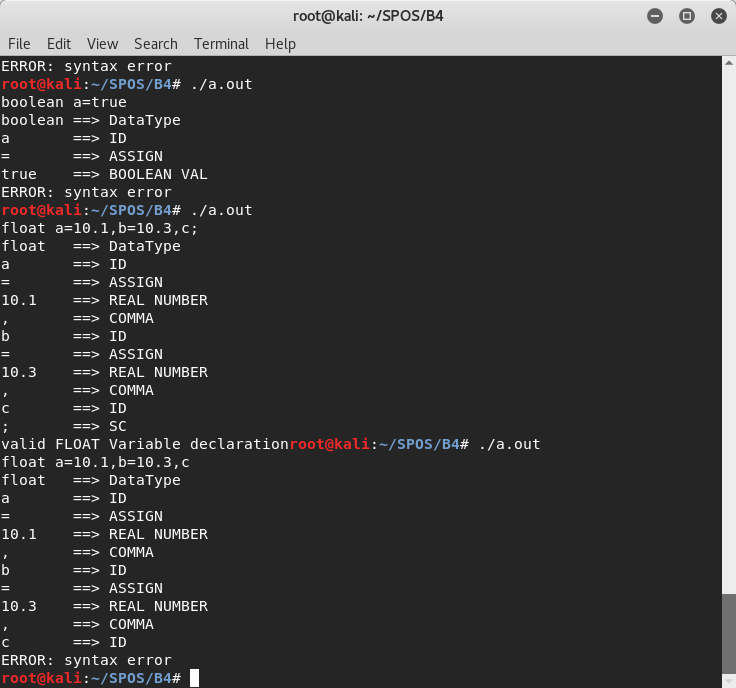 root@kali: ~/SPOS/B4
File Edit View Search Terminal Help
ERROR: syntax error
root@kali:~/SPOS/B4# ./a.out
boolean a=true
boolean ==> DataType
a       ==> ID
=       ==> ASSIGN
true    ==> BOOLEAN VAL
ERROR: syntax error
root@kali:~/SPOS/B4# ./a.out
float a=10.1,b=10.3,c;
float   ==> DataType
a       ==> ID
=       ==> ASSIGN
10.1    ==> REAL NUMBER
,       ==> COMMA
b       ==> ID
=       ==> ASSIGN
10.3    ==> REAL NUMBER
,       ==> COMMA
c       ==> ID
;       ==> SC
valid FLOAT Variable declarationroot@kali:~/SPOS/B4# ./a.out
float a=10.1,b=10.3,c
float   ==> DataType
a       ==> ID
=       ==> ASSIGN
10.1    ==> REAL NUMBER
,       ==> COMMA
b       ==> ID
=       ==> ASSIGN
10.3    ==> REAL NUMBER
,       ==> COMMA
c       ==> ID
ERROR: syntax error
root@kali:~/SPOS/B4#